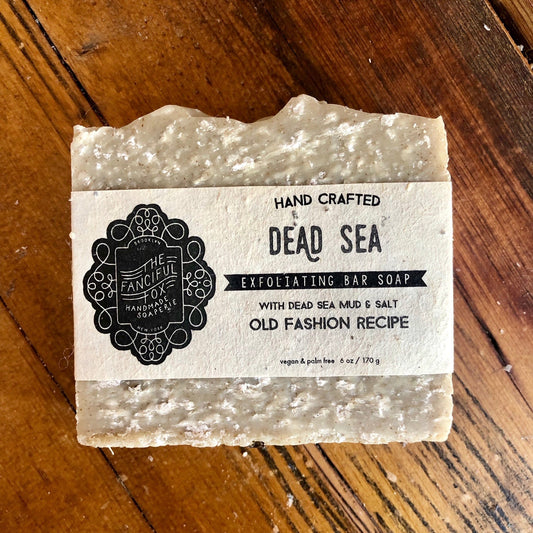 BROOKLYN
THE
FANCIFUL
FOX
HANDMADE
SOAPERIE
NEW YORK
HAND CRAFTED
DEAD SEA
EXFOLIATING BAR SOAP
WITH DEAD SEA MUD & SALT
OLD FASHION RECIPE
vegan & palm free 6 oz / 170 g